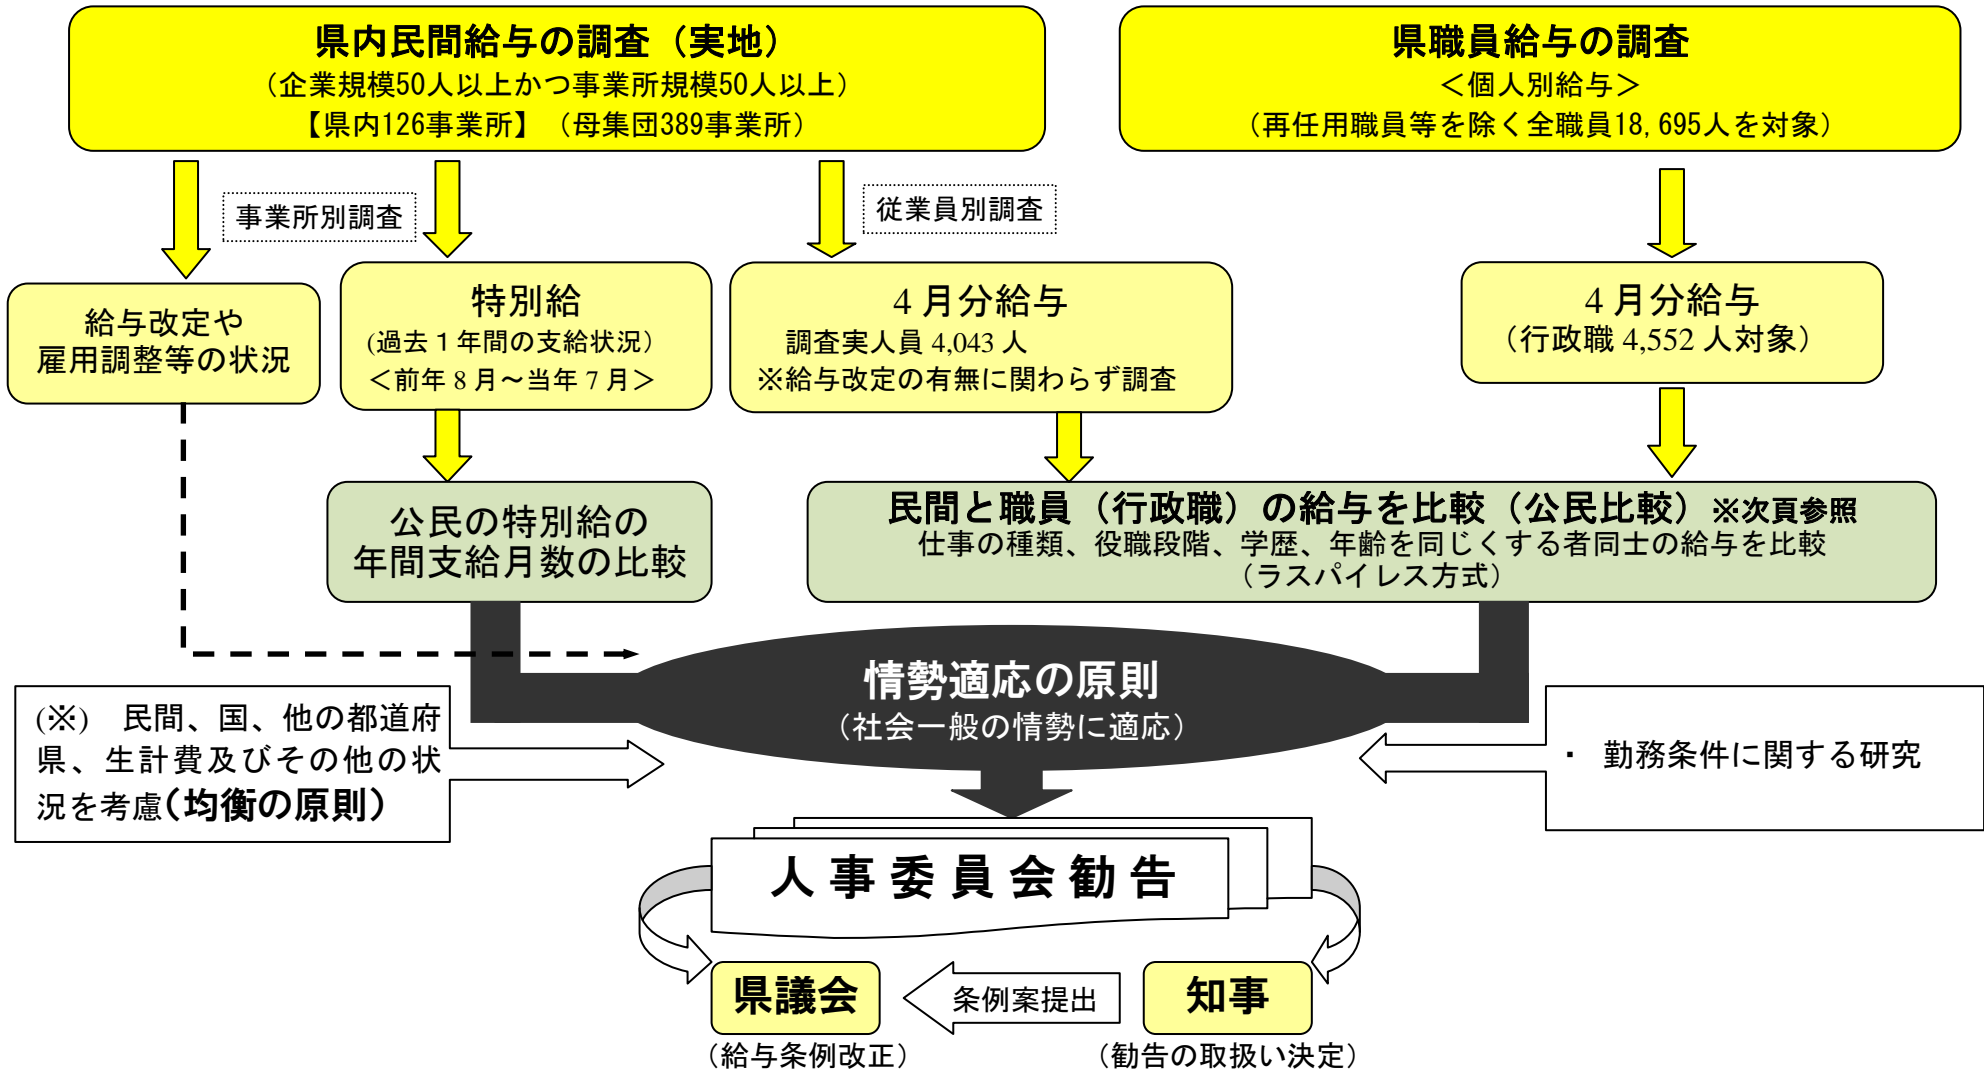 県内民間給与の調査（実地）
（企業規模50人以上かつ事業所規模50人以上）
【県内126事業所】（母集団389事業所）
県職員給与の調査
＜個人別給与＞
（再任用職員等を除く全職員18,695人を対象）
事業所別調査
従業員別調査
給与改定や
雇用調整等の状況
特別給
(過去１年間の支給状況）
＜前年８月～当年７月＞
４月分給与
調査実人員 4,043 人
※給与改定の有無に関わらず調査
４月分給与
（行政職 4,552 人対象）
公民の特別給の
年間支給月数の比較
民間と職員（行政職）の給与を比較（公民比較）※次頁参照
仕事の種類、役職段階、学歴、年齢を同じくする者同士の給与を比較
（ラスパイレス方式）
情勢適応の原則
（社会一般の情勢に適応）
(※)　民間、国、他の都道府
県、生計費及びその他の状
況を考慮(均衡の原則)
・　勤務条件に関する研究
人事委員会勧告
県議会
条例案提出
知事
（給与条例改正）
（勧告の取扱い決定）